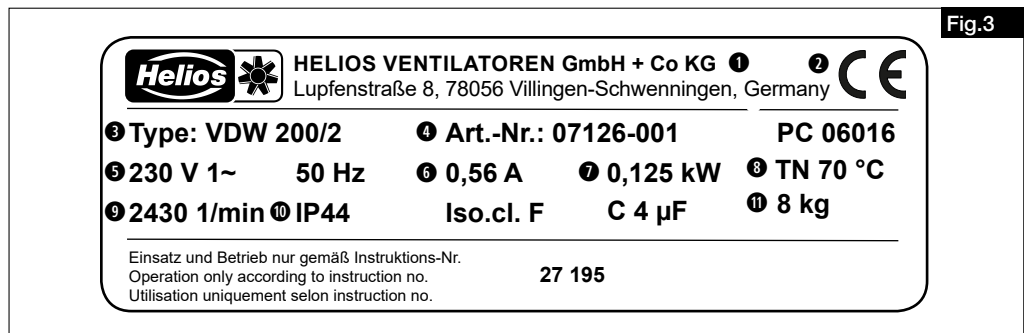 Fig.3
Helios HELIOS VENTILATOREN GmbH + Co KG ❶ ❷ CE
Lupfenstraße 8, 78056 Villingen-Schwenningen, Germany
❸ Type: VDW 200/2 ❹ Art.-Nr.: 07126-001 PC 06016
❺ 230 V 1~ 50 Hz ❻ 0,56 A ❼ 0,125 kW ❽ TN 70 °C
❾ 2430 1/min ❿ IP44 Iso.cl. F C 4 µF ⓫ 8 kg
Einsatz und Betrieb nur gemäß Instruktions-Nr.
Operation only according to instruction no. 27 195
Utilisation uniquement selon instruction no.